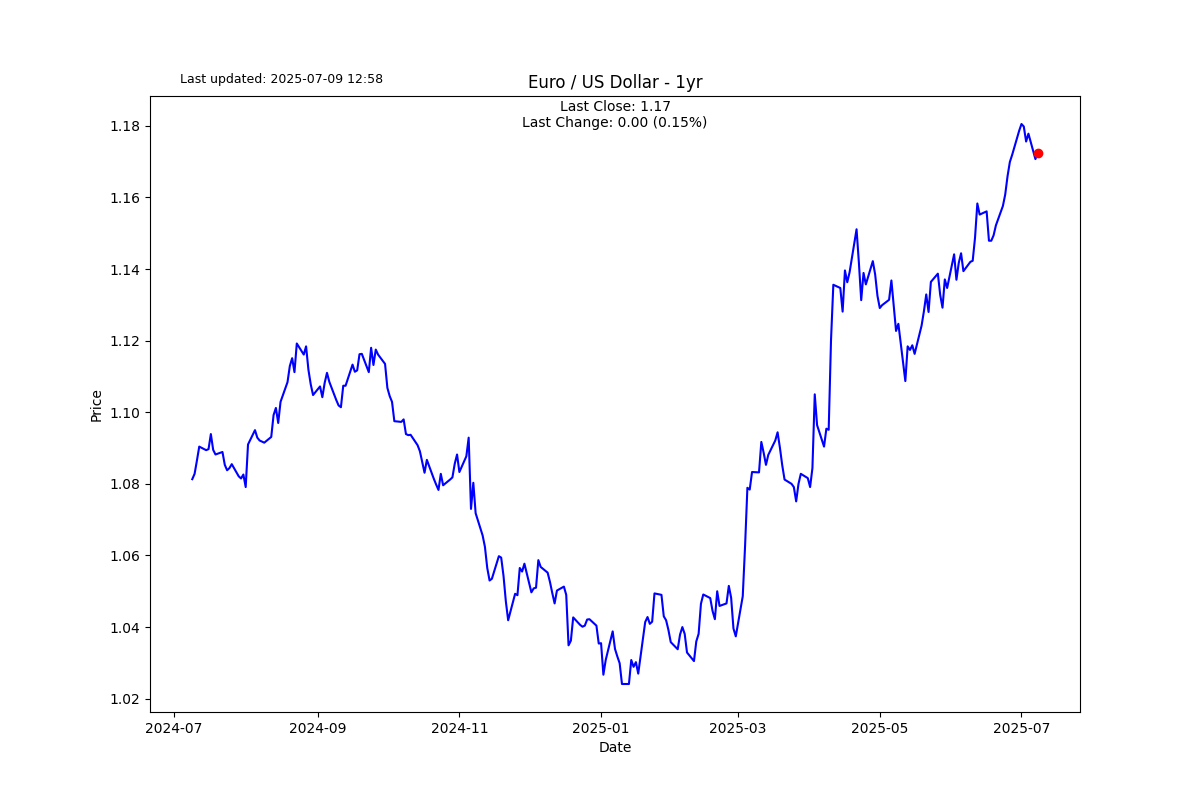 Last updated: 2025-07-09 12:58
Euro / US Dollar - 1yr
Last Close: 1.17
Last Change: 0.00 (0.15%)
1.18
1.16
1.14
1.12
1.10
1.08
1.06
1.04
1.02
Price
2024-07
2024-09
2024-11
2025-01
2025-03
2025-05
2025-07
Date